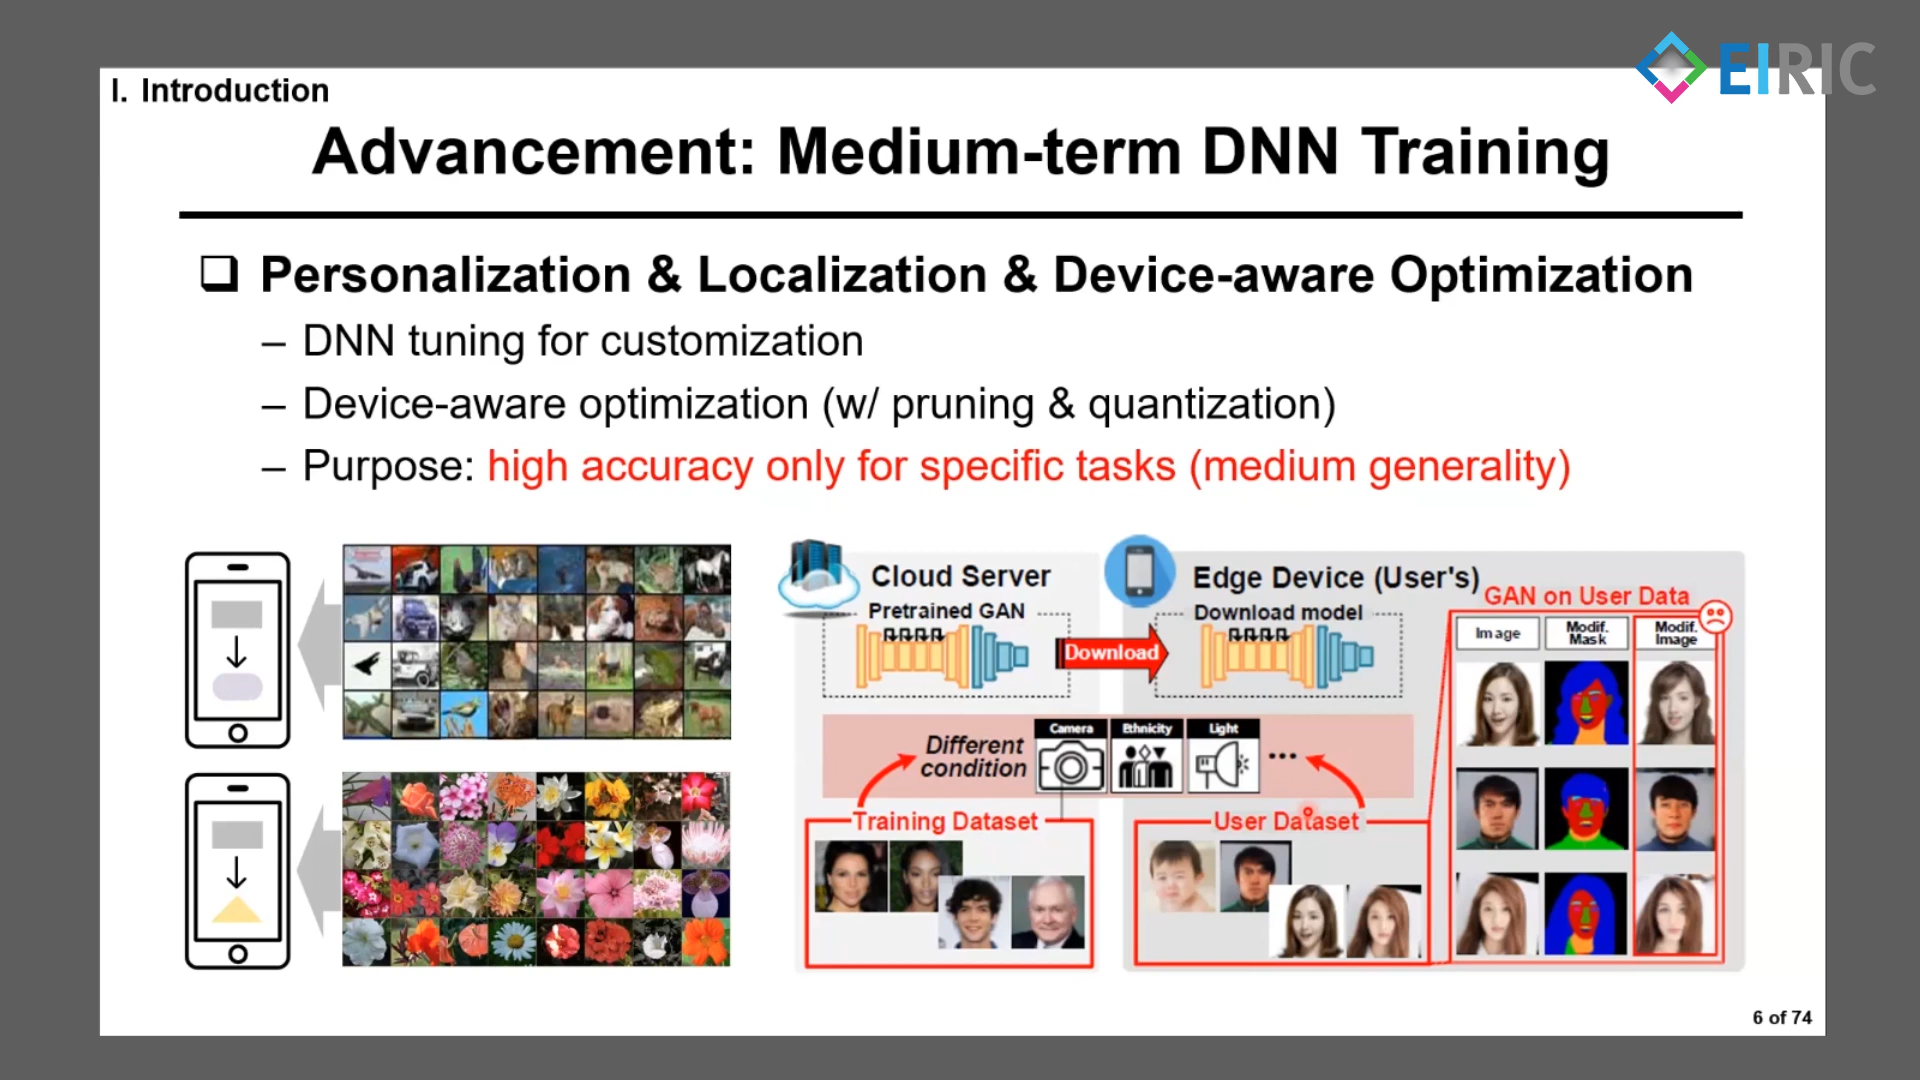 EIRIC
I. Introduction
Advancement: Medium-term DNN Training
Personalization & Localization & Device-aware Optimization
– DNN tuning for customization
– Device-aware optimization (w/ pruning & quantization)
– Purpose: high accuracy only for specific tasks (medium generality)
Cloud Server
Pretrained GAN
Download
Edge Device (User's)
Download model
GAN on User Data
Image
Modif.
Mask
Modif.
Image
Different
condition
Camera
Ethnicity
Light
...
Training Dataset
User Dataset
6 of 74